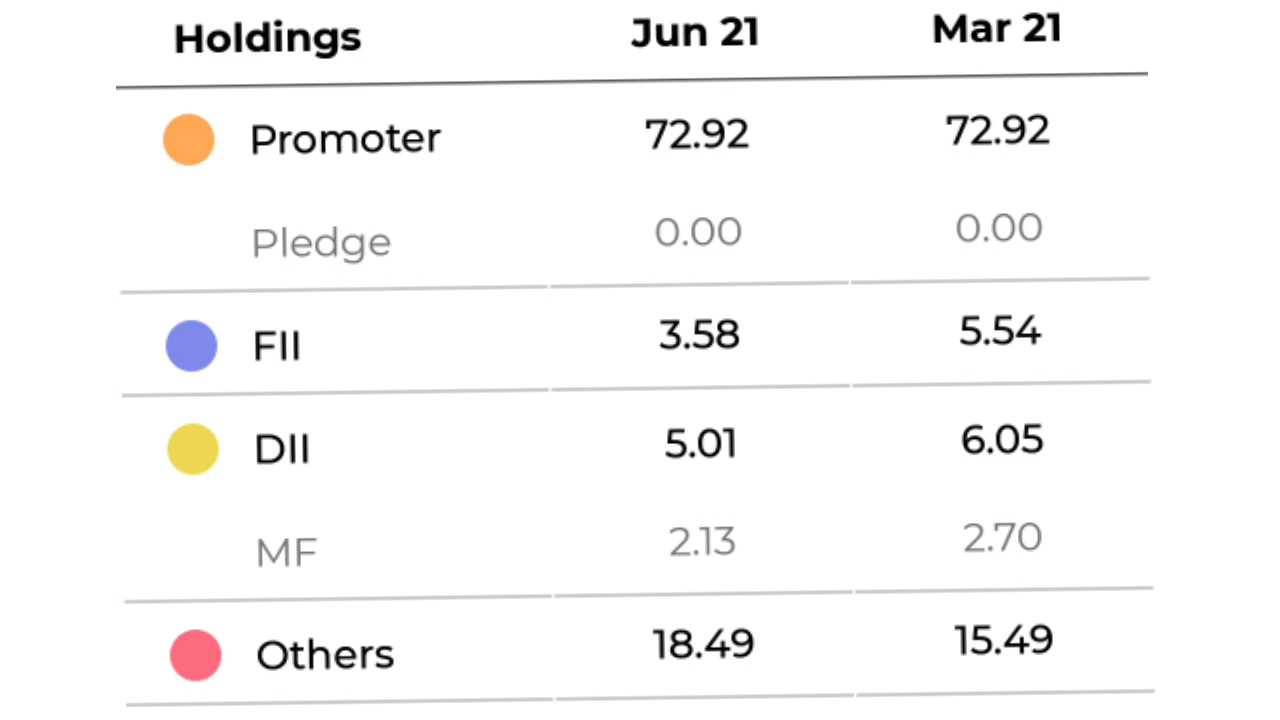 Holdings Jun 21 Mar 21
Promoter 72.92 72.92
Pledge 0.00 0.00
FII 3.58 5.54
DII 5.01 6.05
MF 2.13 2.70
Others 18.49 15.49